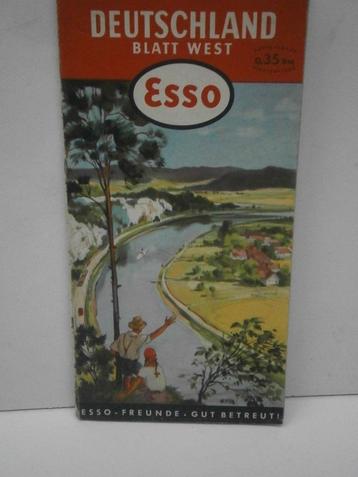 DEUTSCHLAND
BLATT WEST
0.35 DM
Esso
ESSO - FREUNDE - GUT BETREUT!